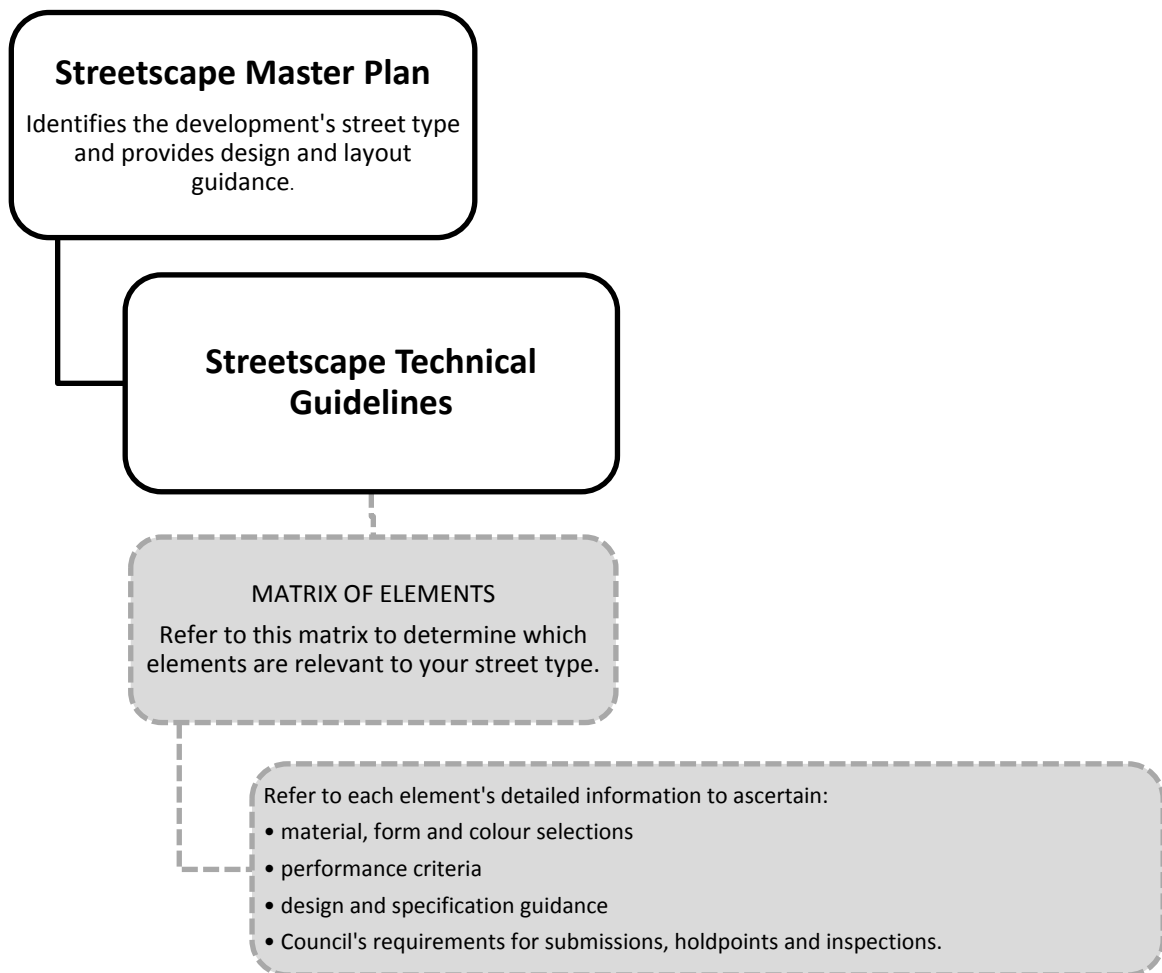 Streetscape Master Plan
Identifies the development's street type
and provides design and layout
guidance.
Streetscape Technical
Guidelines
MATRIX OF ELEMENTS
Refer to this matrix to determine which
elements are relevant to your street type.
Refer to each element's detailed information to ascertain:
• material, form and colour selections
• performance criteria
• design and specification guidance
• Council's requirements for submissions, holdpoints and inspections.